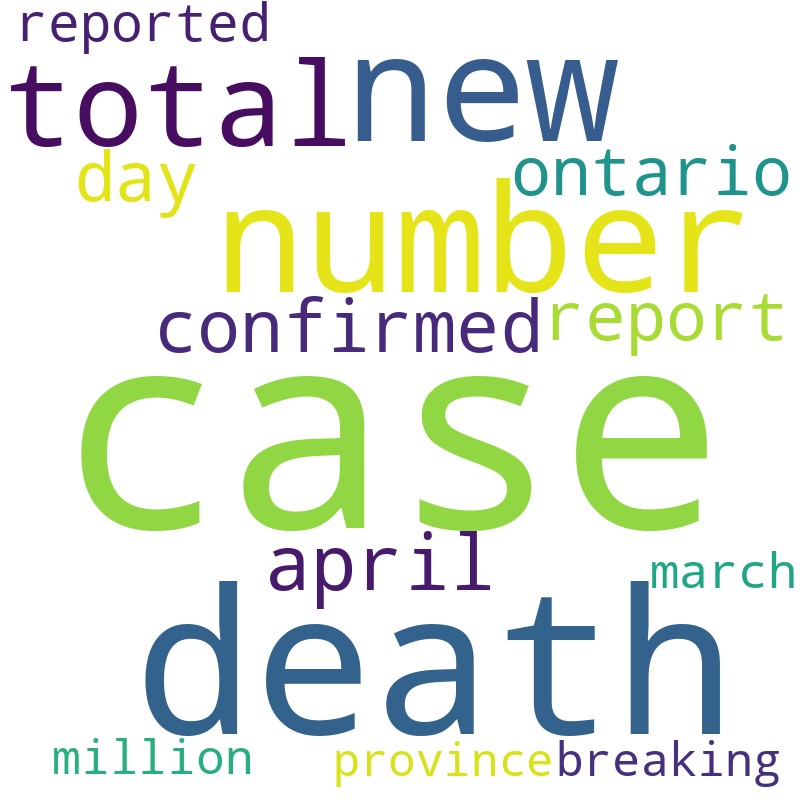 reported
total new
day ontario
number
confirmed report
case
april march
death
million province breaking